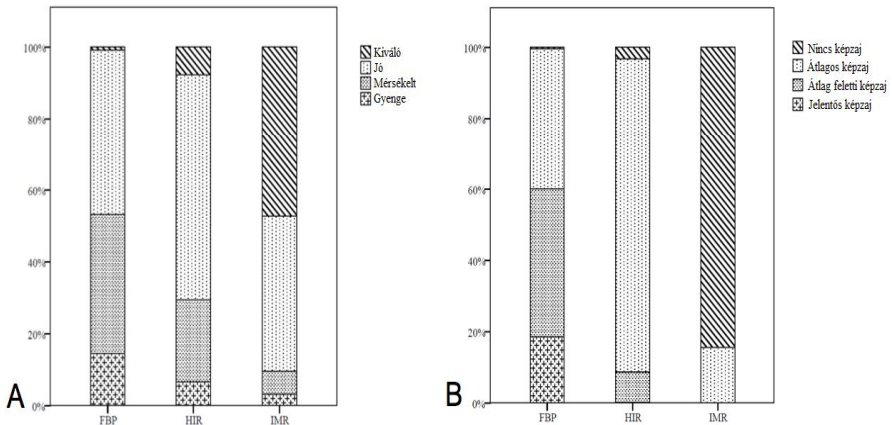 100%
80%
60%
40%
20%
0%
FBP
HIR
IMR
Kiváló
Jó
Mérsékelt
Gyenge
A
100%
80%
60%
40%
20%
0%
FBP
HIR
IMR
Nincs képzaj
Átlagos képzaj
Átlag feletti képzaj
Jelentős képzaj
B